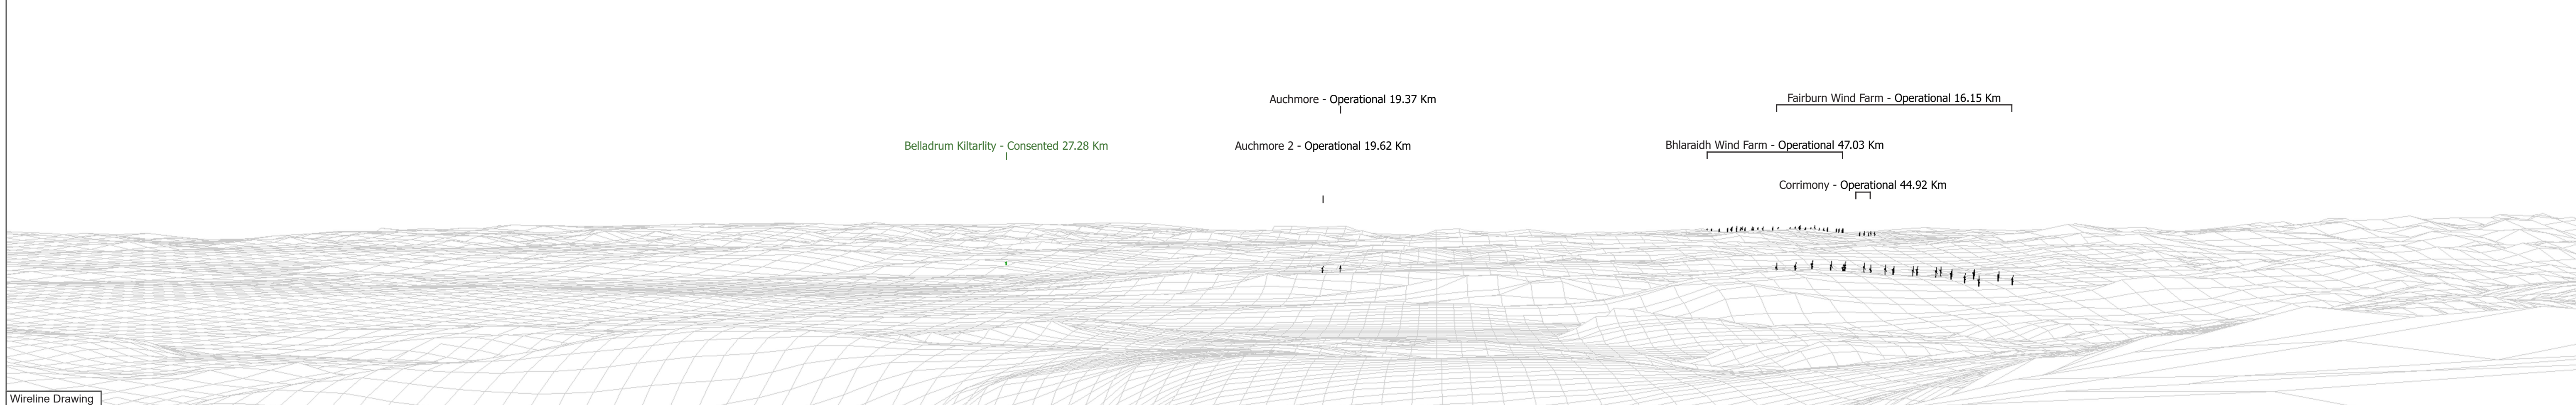 Auchmore - Operational 19.37 Km
Fairburn Wind Farm - Operational 16.15 Km
Belladrum Kiltarlity - Consented 27.28 Km
Auchmore 2 - Operational 19.62 Km
Bhlaraidh Wind Farm - Operational 47.03 Km
Corrimony - Operational 44.92 Km
Wireline Drawing